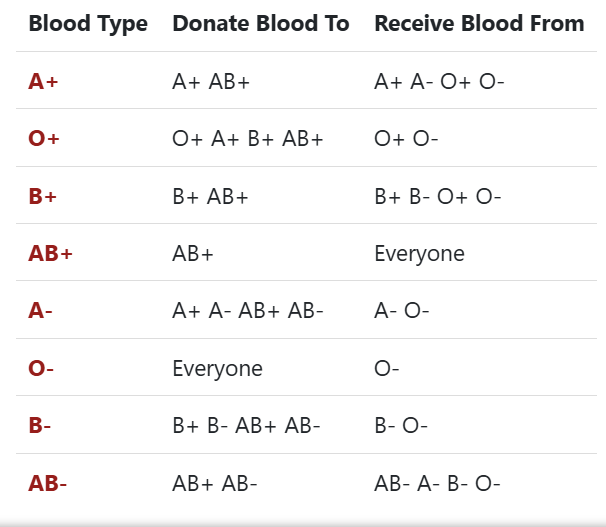 Blood Type Donate Blood To Receive Blood From
A+ A+ AB+ A+ A- O+ O-
O+ O+ A+ B+ AB+ O+ O-
B+ B+ AB+ B+ B- O+ O-
AB+ AB+ Everyone
A- A+ A- AB+ AB- A- O-
O- Everyone O-
B- B+ B- AB+ AB- B- O-
AB- AB+ AB- AB- A- B- O-